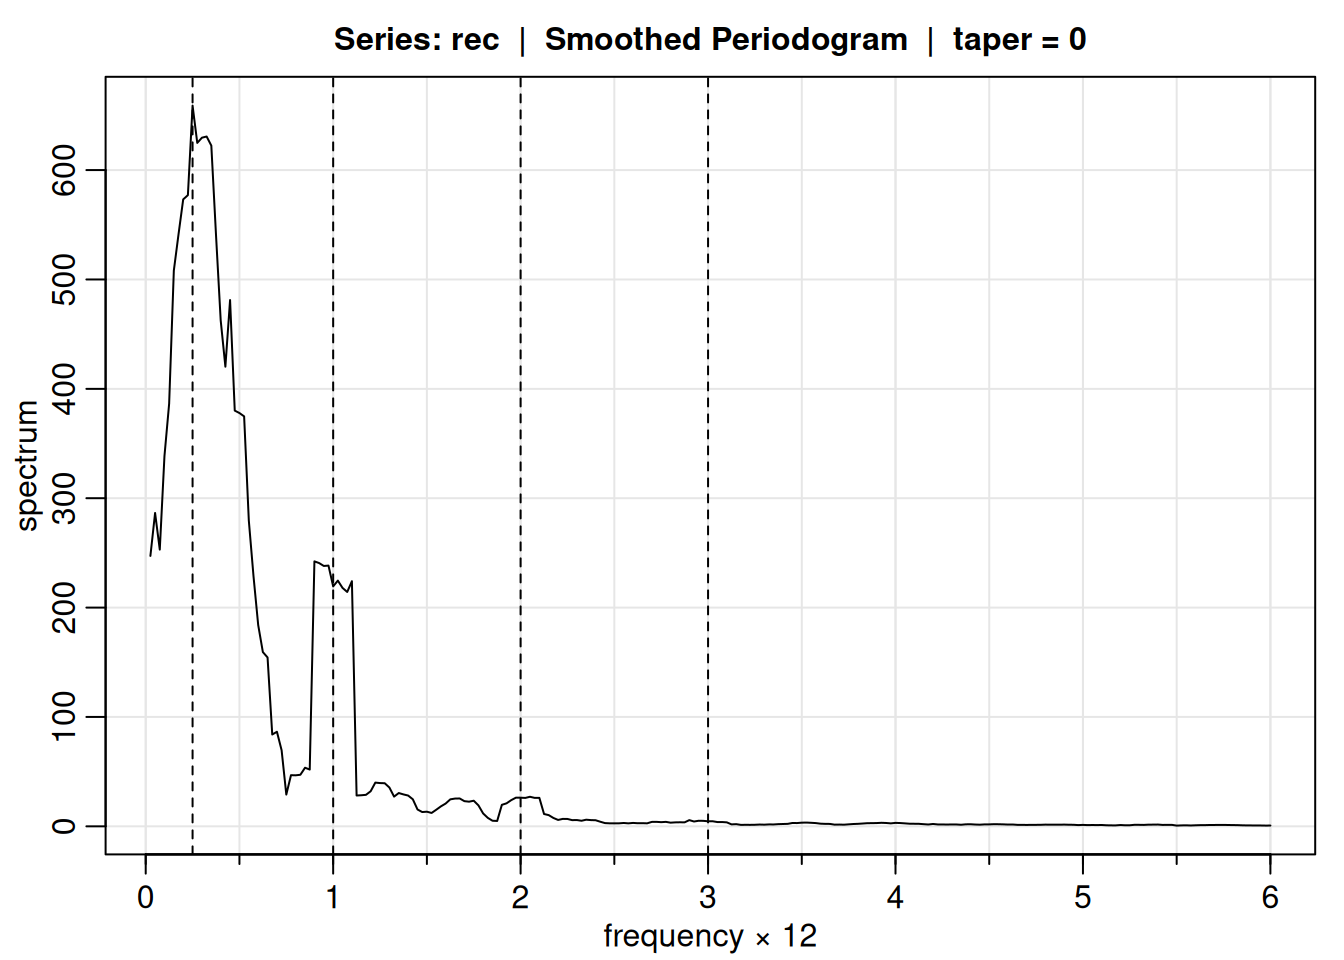 Series: rec | Smoothed Periodogram | taper = 0
600
500
400
300
200
100
0
spectrum
0 1 2 3 4 5 6
frequency × 12